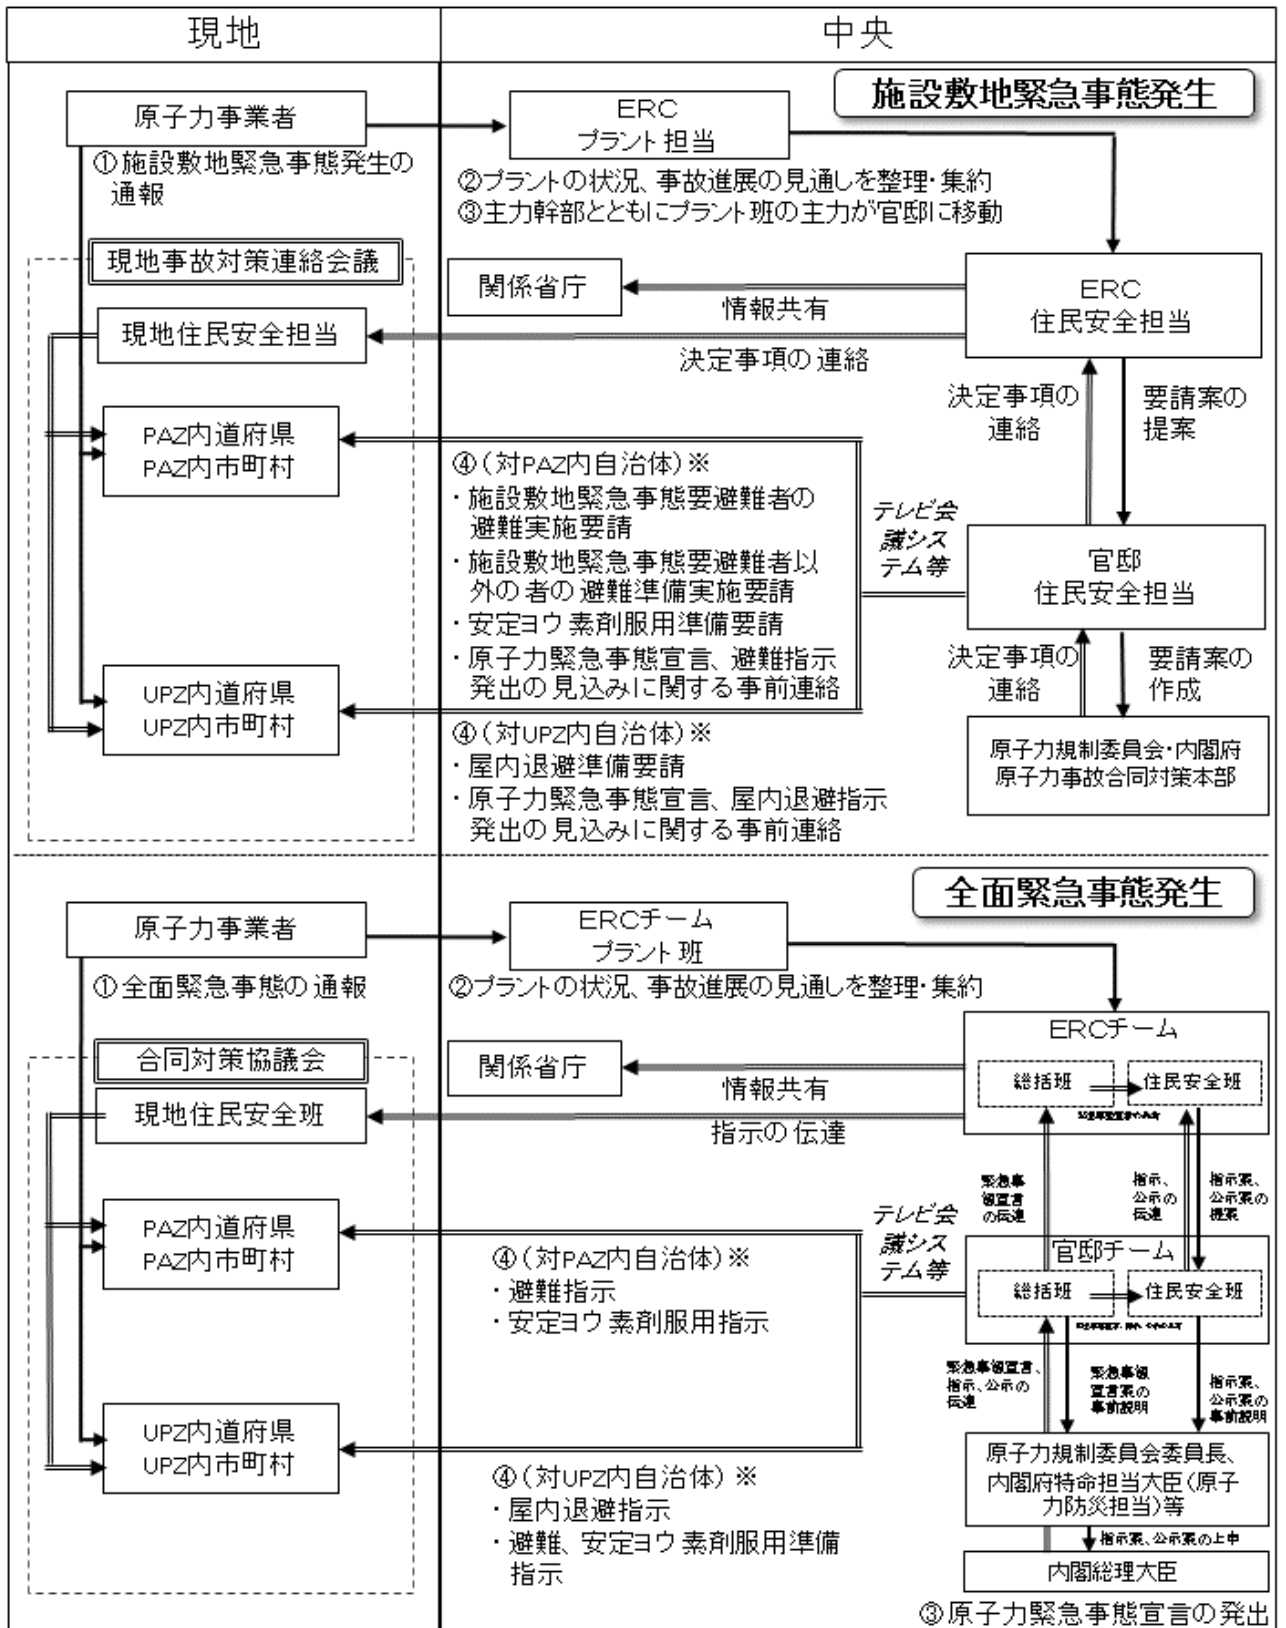 現地
中央
施設敷地緊急事態発生
原子力事業者
ERC
プラント担当
①施設敷地緊急事態発生の
通報
②プラントの状況、事故進展の見通しを整理・集約
③主力幹部とともにプラント班の主力が官邸に移動
現地事故対策連絡会議
関係省庁
情報共有
ERC
住民安全担当
現地住民安全担当
決定事項の連絡
決定事項の
連絡
要請案の
提案
PAZ内道府県
PAZ内市町村
④(対PAZ内自治体)※
・施設敷地緊急事態要避難者の
避難実施要請
・施設敷地緊急事態要避難者以
外の者の避難準備実施要請
・安定ヨウ素剤服用準備要請
・原子力緊急事態宣言、避難指示
発出の見込みに関する事前連絡
テレビ会
議シス
テム等
官邸
住民安全担当
決定事項の
連絡
要請案の
作成
UPZ内道府県
UPZ内市町村
④(対UPZ内自治体)※
・屋内退避準備要請
・原子力緊急事態宣言、屋内退避指示
発出の見込みに関する事前連絡
原子力規制委員会・内閣府
原子力事故合同対策本部
全面緊急事態発生
原子力事業者
ERCチーム
プラント班
①全面緊急事態の通報
②プラントの状況、事故進展の見通しを整理・集約
合同対策協議会
関係省庁
情報共有
ERCチーム
総括班
住民安全班
現地住民安全班
指示の伝達
緊急事
態宣言
の伝達
指示、
公示の
伝達
指示案、
公示案の
提案
PAZ内道府県
PAZ内市町村
④(対PAZ内自治体)※
・避難指示
・安定ヨウ素剤服用指示
テレビ会
議シス
テム等
官邸チーム
総括班
住民安全班
緊急事態宣言、
指示、公示の
伝達
緊急事態
宣言案の
事前説明
指示案、
公示案の
事前説明
UPZ内道府県
UPZ内市町村
④(対UPZ内自治体)※
・屋内退避指示
・避難、安定ヨウ素剤服用準備
指示
原子力規制委員会委員長、
内閣府特命担当大臣(原子
力防災担当)等
指示案、公示案の上申
内閣総理大臣
③原子力緊急事態宣言の発出